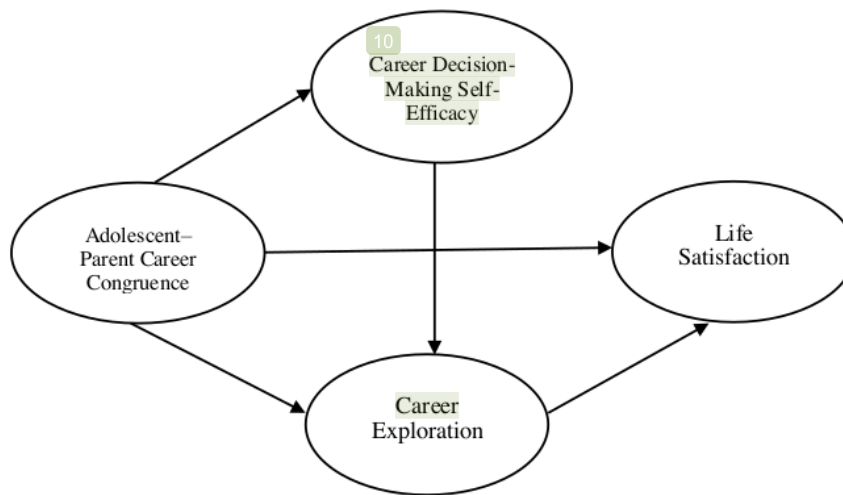 10
Career Decision-
Making Self-
Efficacy
Adolescent–
Parent Career
Congruence
Life
Satisfaction
Career
Exploration